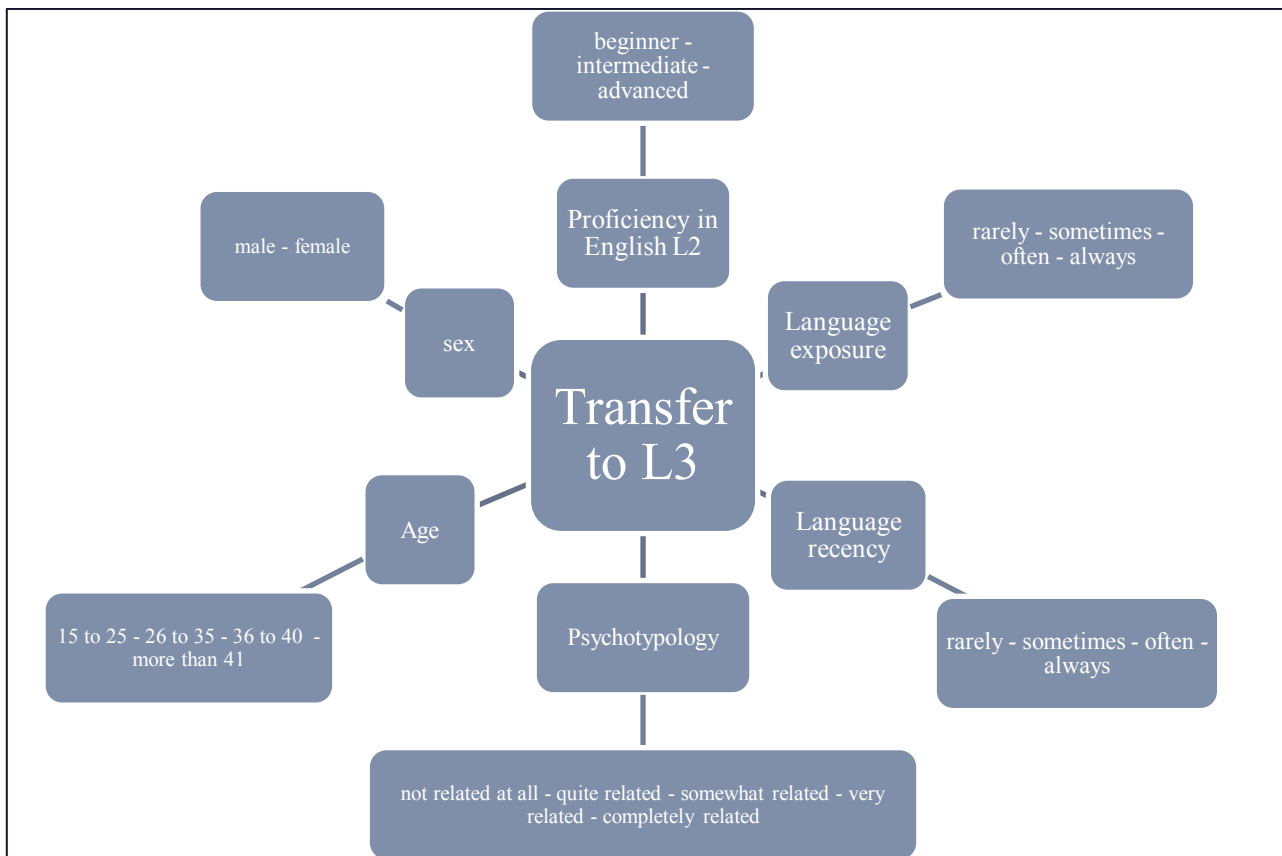 beginner -
intermediate -
advanced
Proficiency in
English L2
male - female
rarely - sometimes -
often - always
sex
Language
exposure
Transfer
to L3
Age
Language
recency
15 to 25 - 26 to 35 - 36 to 40 -
more than 41
Psychotypology
rarely - sometimes - often -
always
not related at all - quite related - somewhat related - very
related - completely related